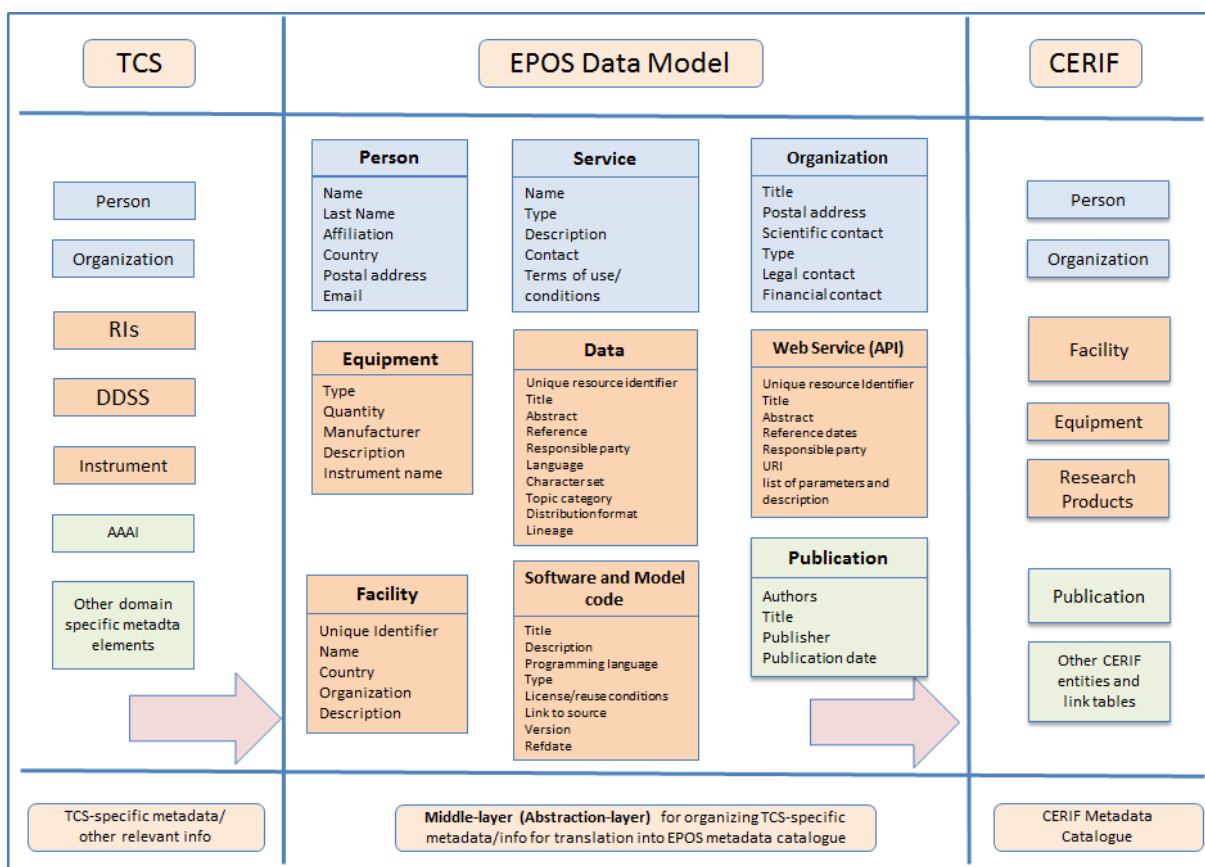 TCS
EPOS Data Model
CERIF
Person
Organization
RIs
DDSS
Instrument
AAAI
Other domain
specific metadta
elements
Person
Name
Last Name
Affiliation
Country
Postal address
Email
Service
Name
Type
Description
Contact
Terms of use/
conditions
Organization
Title
Postal address
Scientific contact
Type
Legal contact
Financial contact
Equipment
Type
Quantity
Manufacturer
Description
Instrument name
Data
Unique resource identifier
Title
Abstract
Reference
Responsible party
Language
Character set
Topic category
Distribution format
Lineage
Web Service (API)
Unique resource Identifier
Title
Abstract
Reference dates
Responsible party
URI
list of parameters and
description
Facility
Unique Identifier
Name
Country
Organization
Description
Software and Model
code
Title
Description
Programming language
Type
License/reuse conditions
Link to source
Version
Refdate
Publication
Authors
Title
Publisher
Publication date
Person
Organization
Facility
Equipment
Research
Products
Publication
Other CERIF
entities and
link tables
TCS-specific metadata/
other relevant info
Middle-layer (Abstraction-layer) for organizing TCS-specific
metadata/info for translation into EPOS metadata catalogue
CERIF Metadata
Catalogue